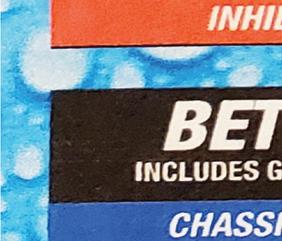 INHIB
BET
INCLUDES G
CHASSI